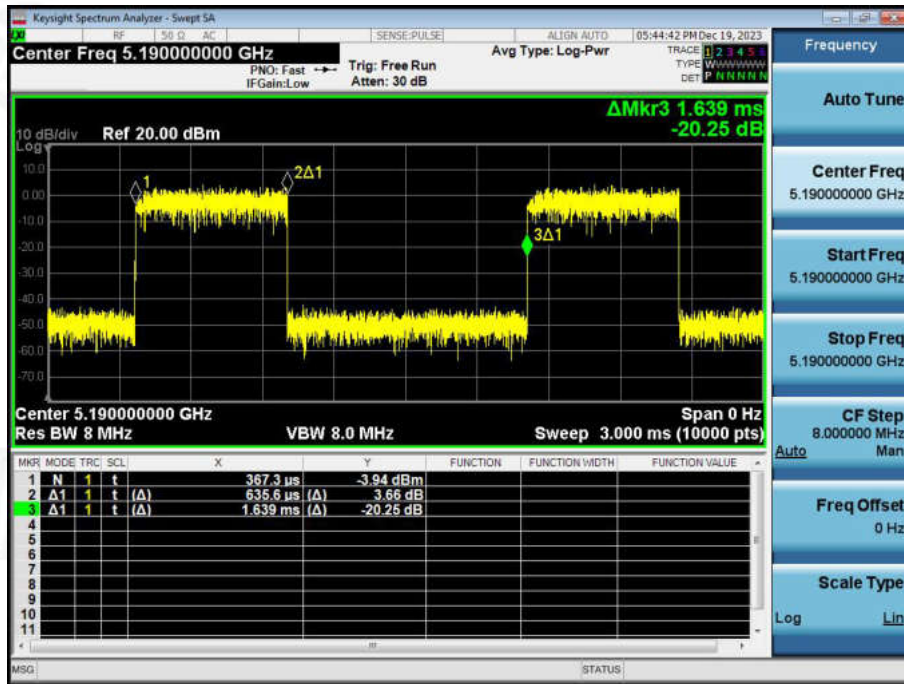 Keysight Spectrum Analyzer - Swept SA
RF 50 Ω AC SENSE:PULSE ALIGN AUTO 05:44:42 PM Dec 19, 2023
Center Freq 5.190000000 GHz
PNO: Fast
IFGain:Low
Trig: Free Run
Atten: 30 dB
Avg Type: Log-Pwr
TRACE 1 2 3 4 5 6
TYPE W
DET P N N N N N
ΔMkr3 1.639 ms
-20.25 dB
10 dB/div Ref 20.00 dBm
Log
10.0
0.00
-10.0
-20.0
-30.0
-40.0
-50.0
-60.0
-70.0
1
2Δ1
3Δ1
Center 5.190000000 GHz Span 0 Hz
Res BW 8 MHz VBW 8.0 MHz Sweep 3.000 ms (10000 pts)
MKR MODE TRC SCL X Y FUNCTION FUNCTION WIDTH FUNCTION VALUE
1 N 1 t 367.3 µs -3.94 dBm
2 Δ1 1 t (Δ) 635.6 µs (Δ) 3.66 dB
3 Δ1 1 t (Δ) 1.639 ms (Δ) -20.25 dB
4
5
6
7
8
9
10
11
MSG STATUS
Frequency
Auto Tune
Center Freq
5.190000000 GHz
Start Freq
5.190000000 GHz
Stop Freq
5.190000000 GHz
CF Step
8.000000 MHz
Auto Man
Freq Offset
0 Hz
Scale Type
Log Lin